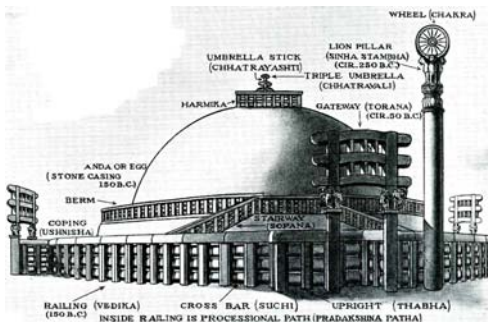 WHEEL (CHAKRA)
LION PILLAR
(SINHA STAMBHA)
(CIR. 250 B.C.)
UMBRELLA STICK
(CHHATRAYASHTI)
TRIPLE UMBRELLA
(CHHATRAVALI)
HARMIKA
GATEWAY (TORANA)
(CIR. 50 B.C)
ANDA OR EGG
(STONE CASING
150 B.C.)
BERM
COPING
(USHNISHA)
STAIRWAY
(SOPANA)
RAILING (VEDIKA)
(150 B.C.)
CROSS BAR (SUCHI)
UPRIGHT (THABHA)
INSIDE RAILING IS PROCESSIONAL PATH (PRADAKSHINA PATHA)